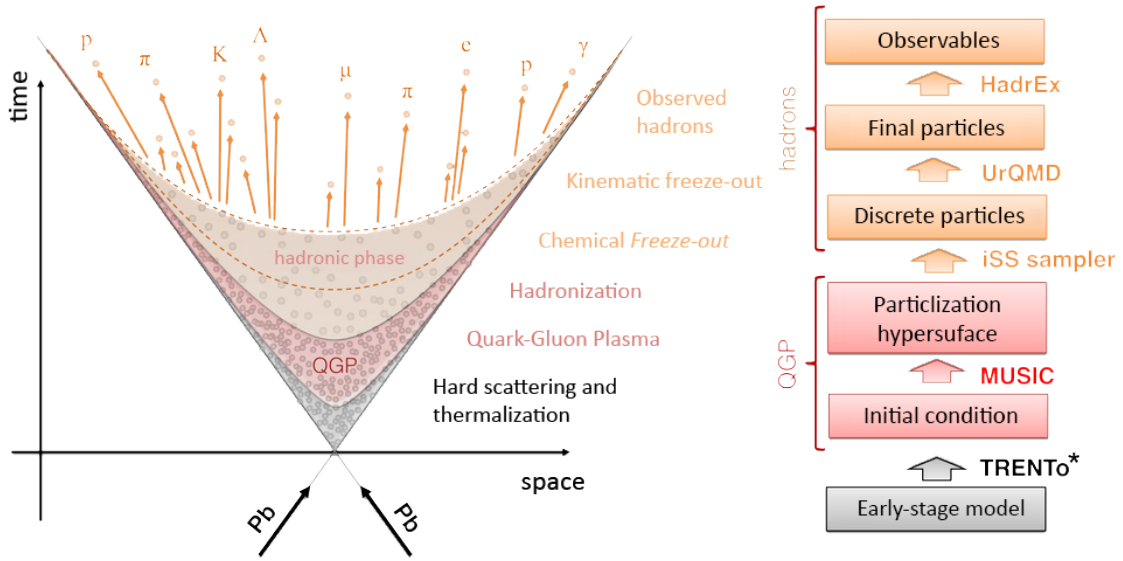 time
p
π
K
Λ
μ
π
e
p
γ
hadronic phase
QGP
Observed
hadrons
Kinematic freeze-out
Chemical Freeze-out
Hadronization
Quark-Gluon Plasma
Hard scattering and
thermalization
space
Pb
Pb
hadrons
Observables
HadrEx
Final particles
UrQMD
Discrete particles
iSS sampler
QGP
Particlization
hypersuface
MUSIC
Initial condition
TRENTo*
Early-stage model